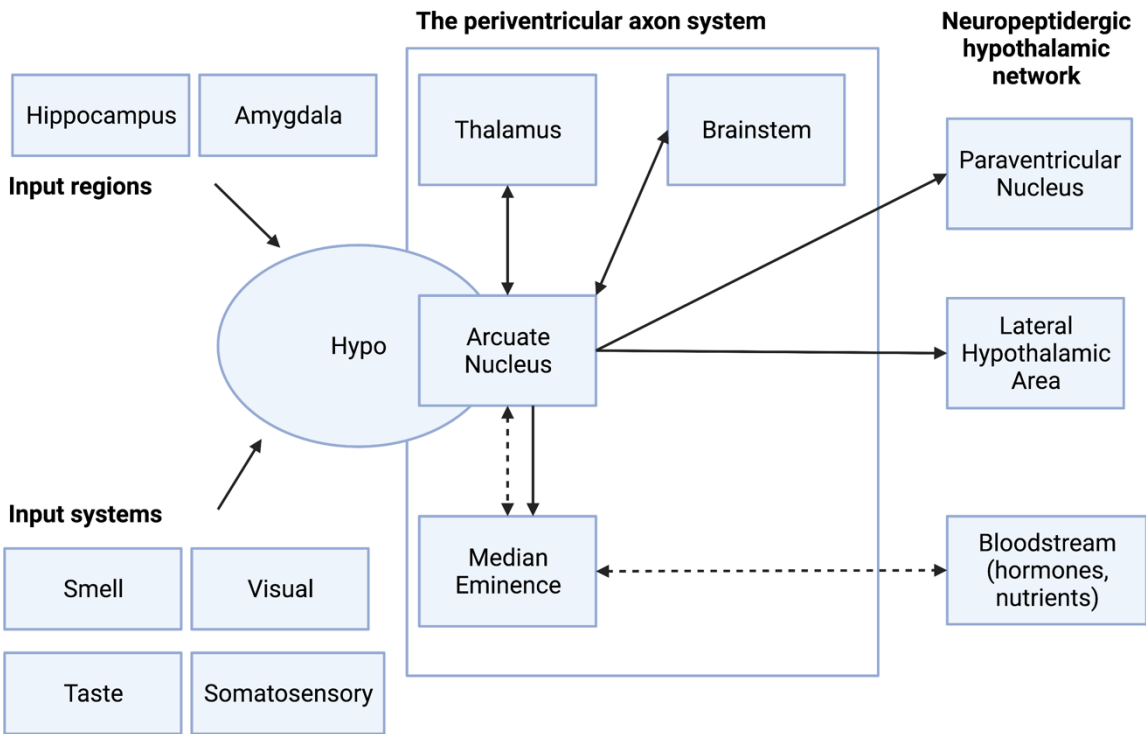 The periventricular axon system
Neuropeptidergic
hypothalamic
network
Hippocampus
Amygdala
Input regions
Thalamus
Brainstem
Paraventricular
Nucleus
Hypo
Arcuate
Nucleus
Lateral
Hypothalamic
Area
Input systems
Smell
Visual
Taste
Somatosensory
Median
Eminence
Bloodstream
(hormones,
nutrients)